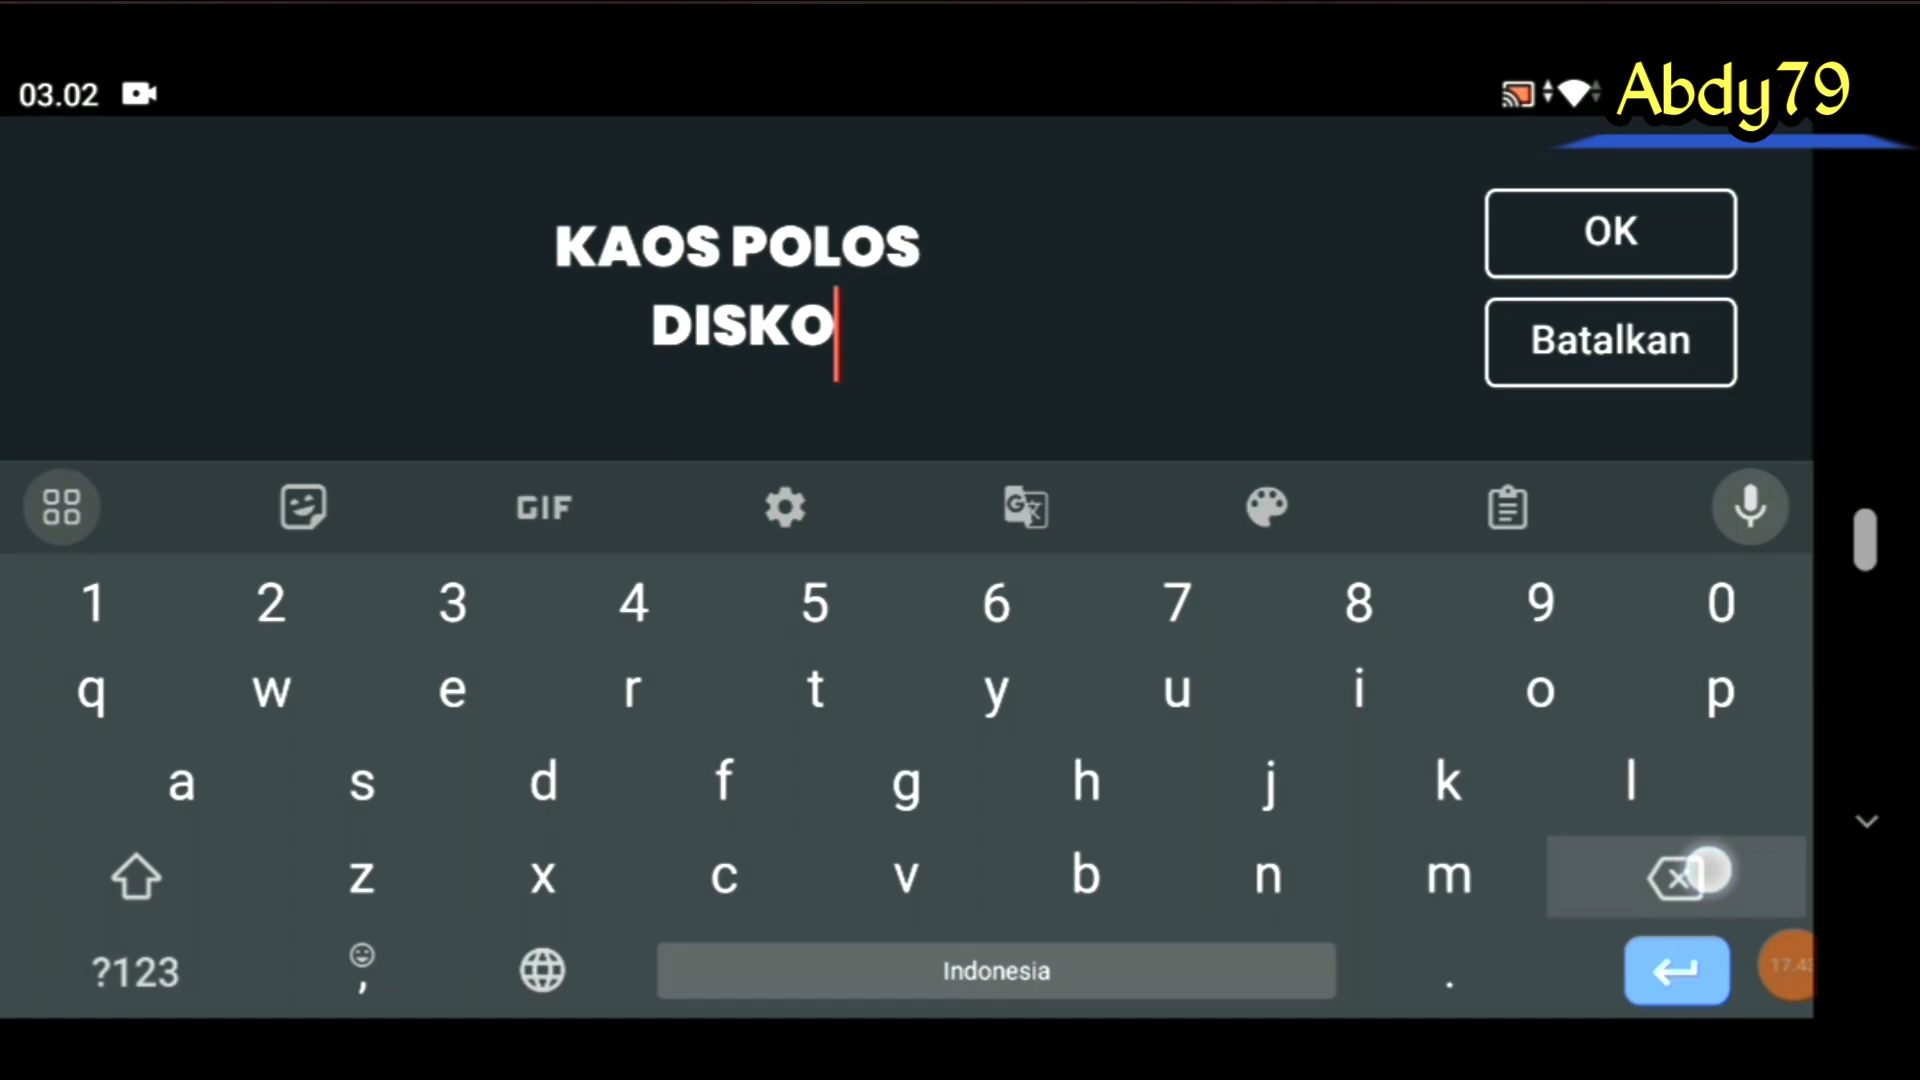 03.02
Abdy79
KAOS POLOS
DISKO
OK
Batalkan
GIF
1 2 3 4 5 6 7 8 9 0
q w e r t y u i o p
a s d f g h j k l
z x c v b n m
?123 , Indonesia .